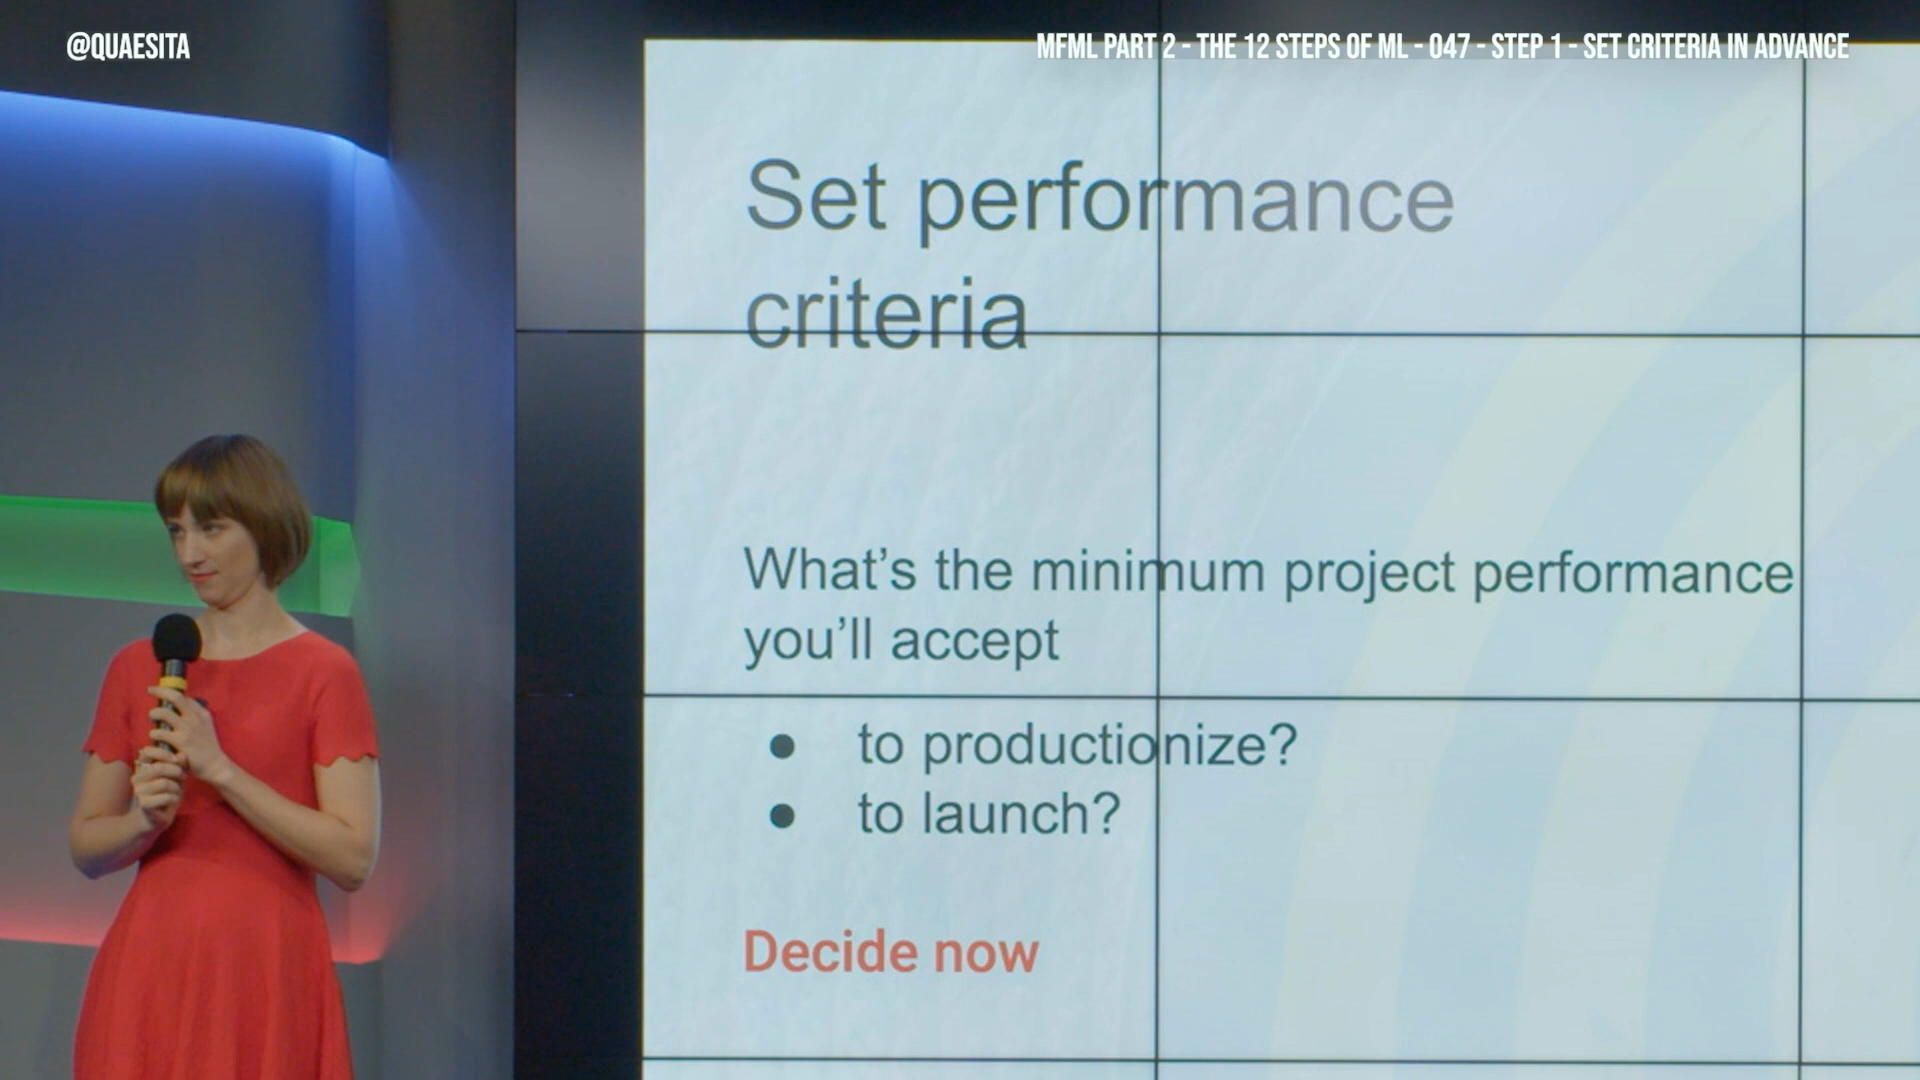 @QUAESITA
MFML PART 2 - THE 12 STEPS OF ML - 047 - STEP 1 - SET CRITERIA IN ADVANCE
Set performance
criteria
What's the minimum project performance
you'll accept
● to productionize?
● to launch?
Decide now